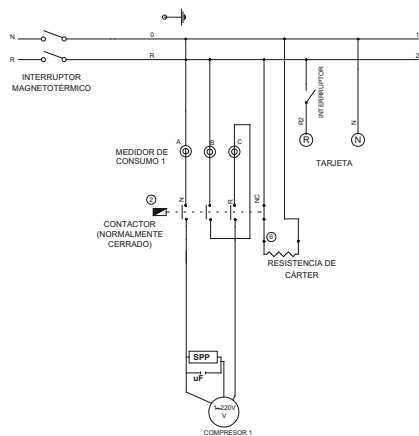 N
0
1
R
R
2
INTERRUPTOR
MAGNETOTÉRMICO
INTERRRUPTOR
R2
N
R
N
TARJETA
A
B
C
MEDIDOR DE
CONSUMO 1
2
N
R
NC
CONTACTOR
(NORMALMENTE
CERRADO)
6
RESISTENCIA DE
CÁRTER
SPP
uF
1~220V
V
COMPRESOR 1